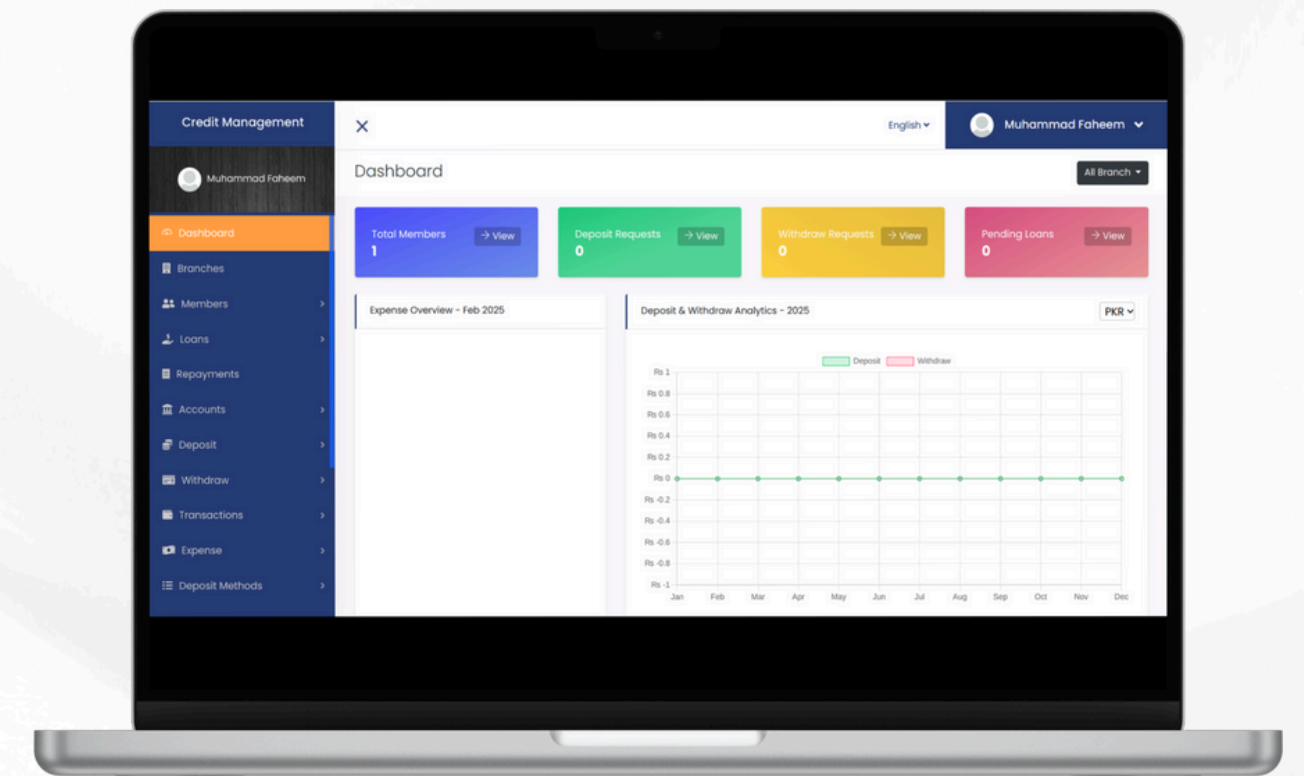 Credit Management
English
Muhammad Faheem
Muhammad Faheem
Dashboard
All Branch
Dashboard
Branches
Members
Loans
Repayments
Accounts
Deposit
Withdraw
Transactions
Expense
Deposit Methods
Total Members
→ View
1
Deposit Requests
→ View
0
Withdraw Requests
→ View
0
Pending Loans
→ View
0
Expense Overview - Feb 2025
Deposit & Withdraw Analytics - 2025
PKR
Deposit
Withdraw
Rs 1
Rs 0.8
Rs 0.6
Rs 0.4
Rs 0.2
Rs 0
Rs -0.2
Rs -0.4
Rs -0.6
Rs -0.8
Rs -1
Jan Feb Mar Apr May Jun Jul Aug Sep Oct Nov Dec